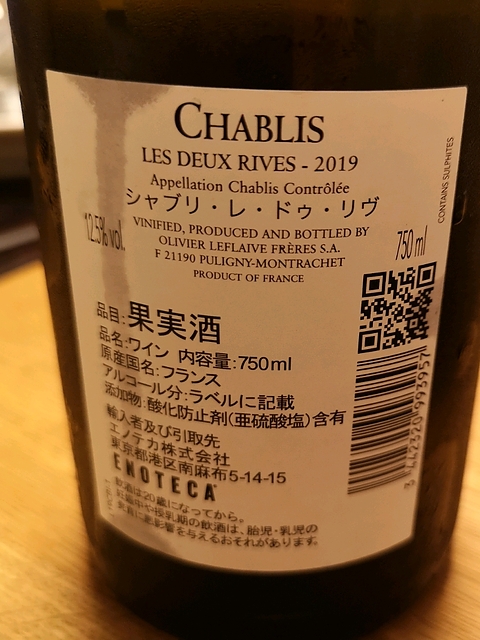 CHABLIS
LES DEUX RIVES - 2019
Appellation Chablis Contrôlée
シャブリ・レ・ドゥ・リヴ
12.5% vol.
VINIFIED, PRODUCED AND BOTTLED BY
OLIVIER LEFLAIVE FRÈRES S.A.
F 21190 PULIGNY-MONTRACHET
PRODUCT OF FRANCE
750 ml
CONTAINS SULPHITES
品目:果実酒
品名:ワイン 内容量:750ml
原産国名:フランス
アルコール分:ラベルに記載
添加物:酸化防止剤(亜硫酸塩)含有
輸入者及び引取先
エノテカ株式会社
東京都港区南麻布5-14-15
ENOTECA
飲酒は20歳になってから。
妊娠中や授乳期の飲酒は、胎児・乳児の
発育に悪影響を与えるおそれがあります。
3 442320 993957